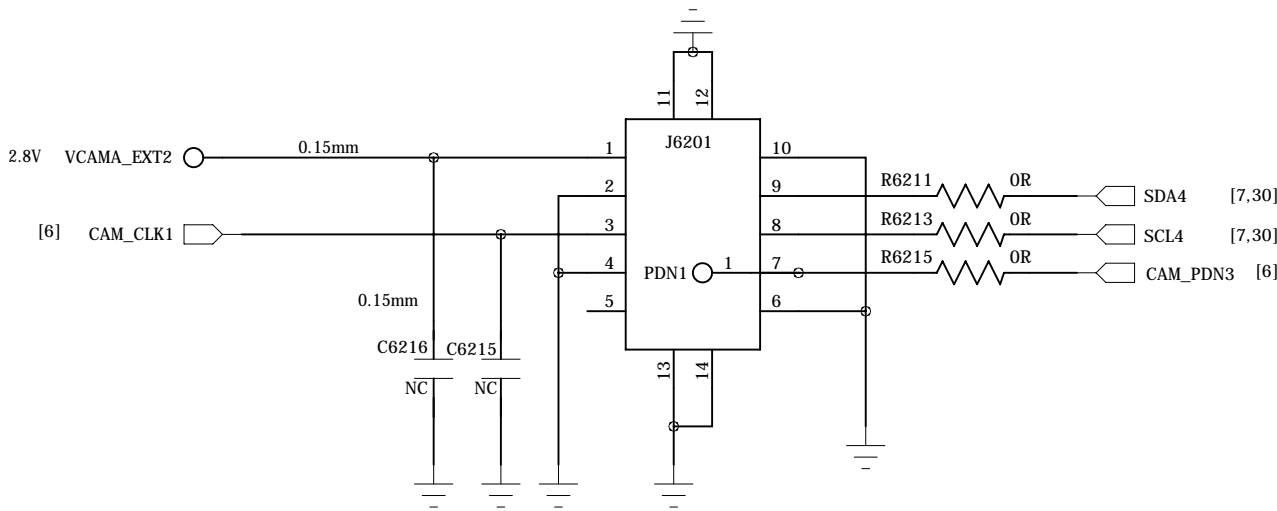 11
12
J6201
2.8V VCAMA_EXT2 0.15mm 1 10
2 9 R6211 0R SDA4 [7,30]
[6] CAM_CLK1 3 8 R6213 0R SCL4 [7,30]
4 PDN1 1 7 R6215 0R CAM_PDN3 [6]
0.15mm 5 6
C6216 C6215
NC NC
13
14